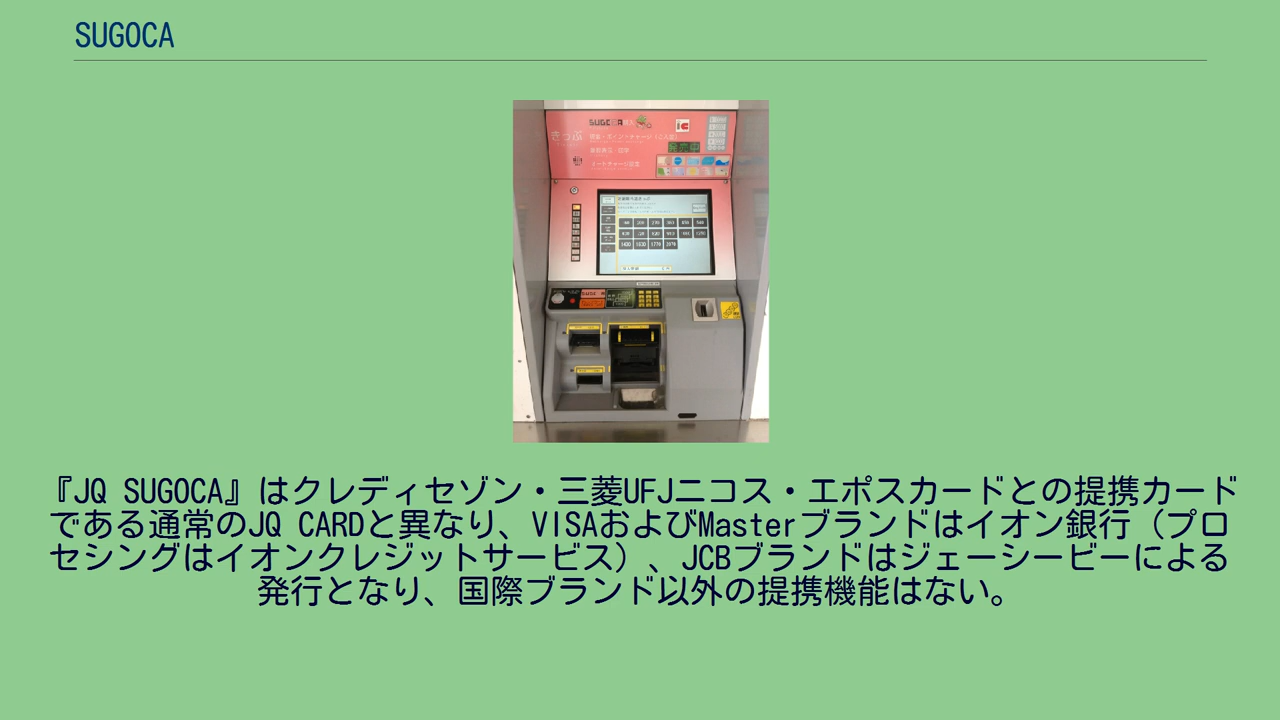 SUGOCA
きっぷ
『JQ SUGOCA』はクレディセゾン・三菱UFJニコス・エポスカードとの提携カード
である通常のJQ CARDと異なり、VISAおよびMasterブランドはイオン銀行（プロ
セシングはイオンクレジットサービス）、JCBブランドはジェーシービーによる
発行となり、国際ブランド以外の提携機能はない。